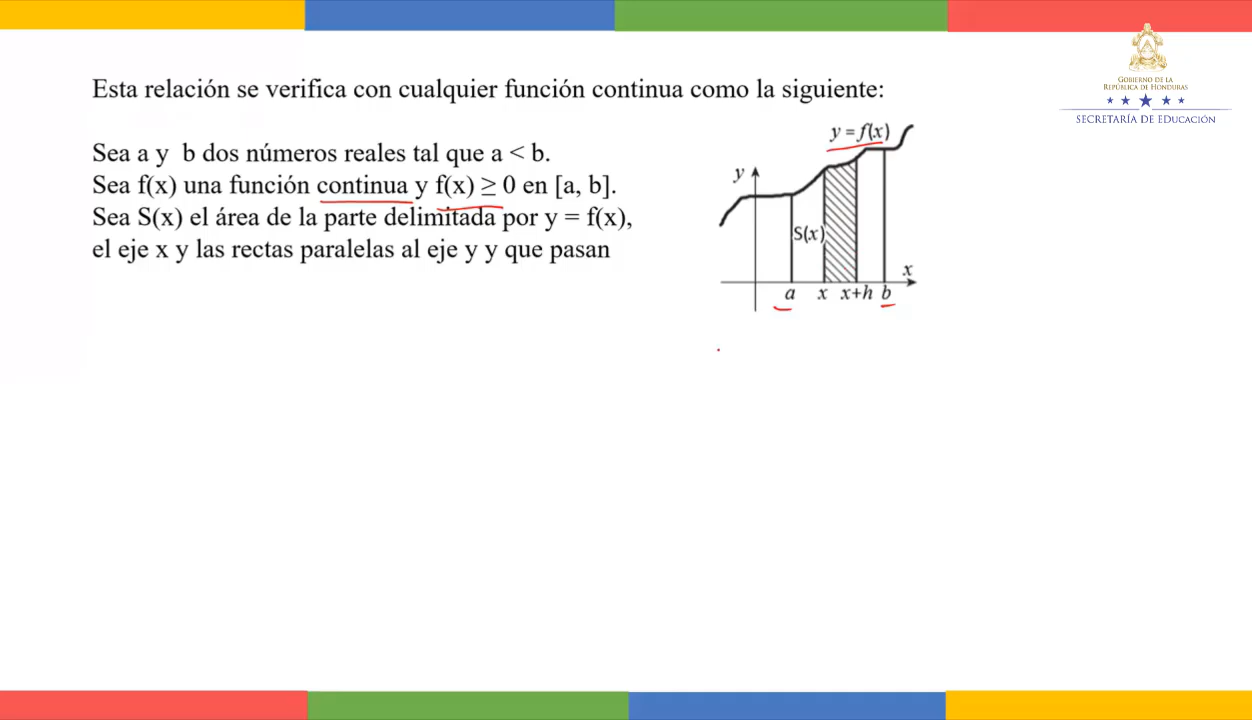 Esta relación se verifica con cualquier función continua como la siguiente:
GOBIERNO DE LA
REPÚBLICA DE HONDURAS
SECRETARÍA DE EDUCACIÓN
Sea a y b dos números reales tal que a < b.
Sea f(x) una función continua y f(x) ≥ 0 en [a, b].
Sea S(x) el área de la parte delimitada por y = f(x),
el eje x y las rectas paralelas al eje y y que pasan
y = f(x)
y
S(x)
x
a x x+h b